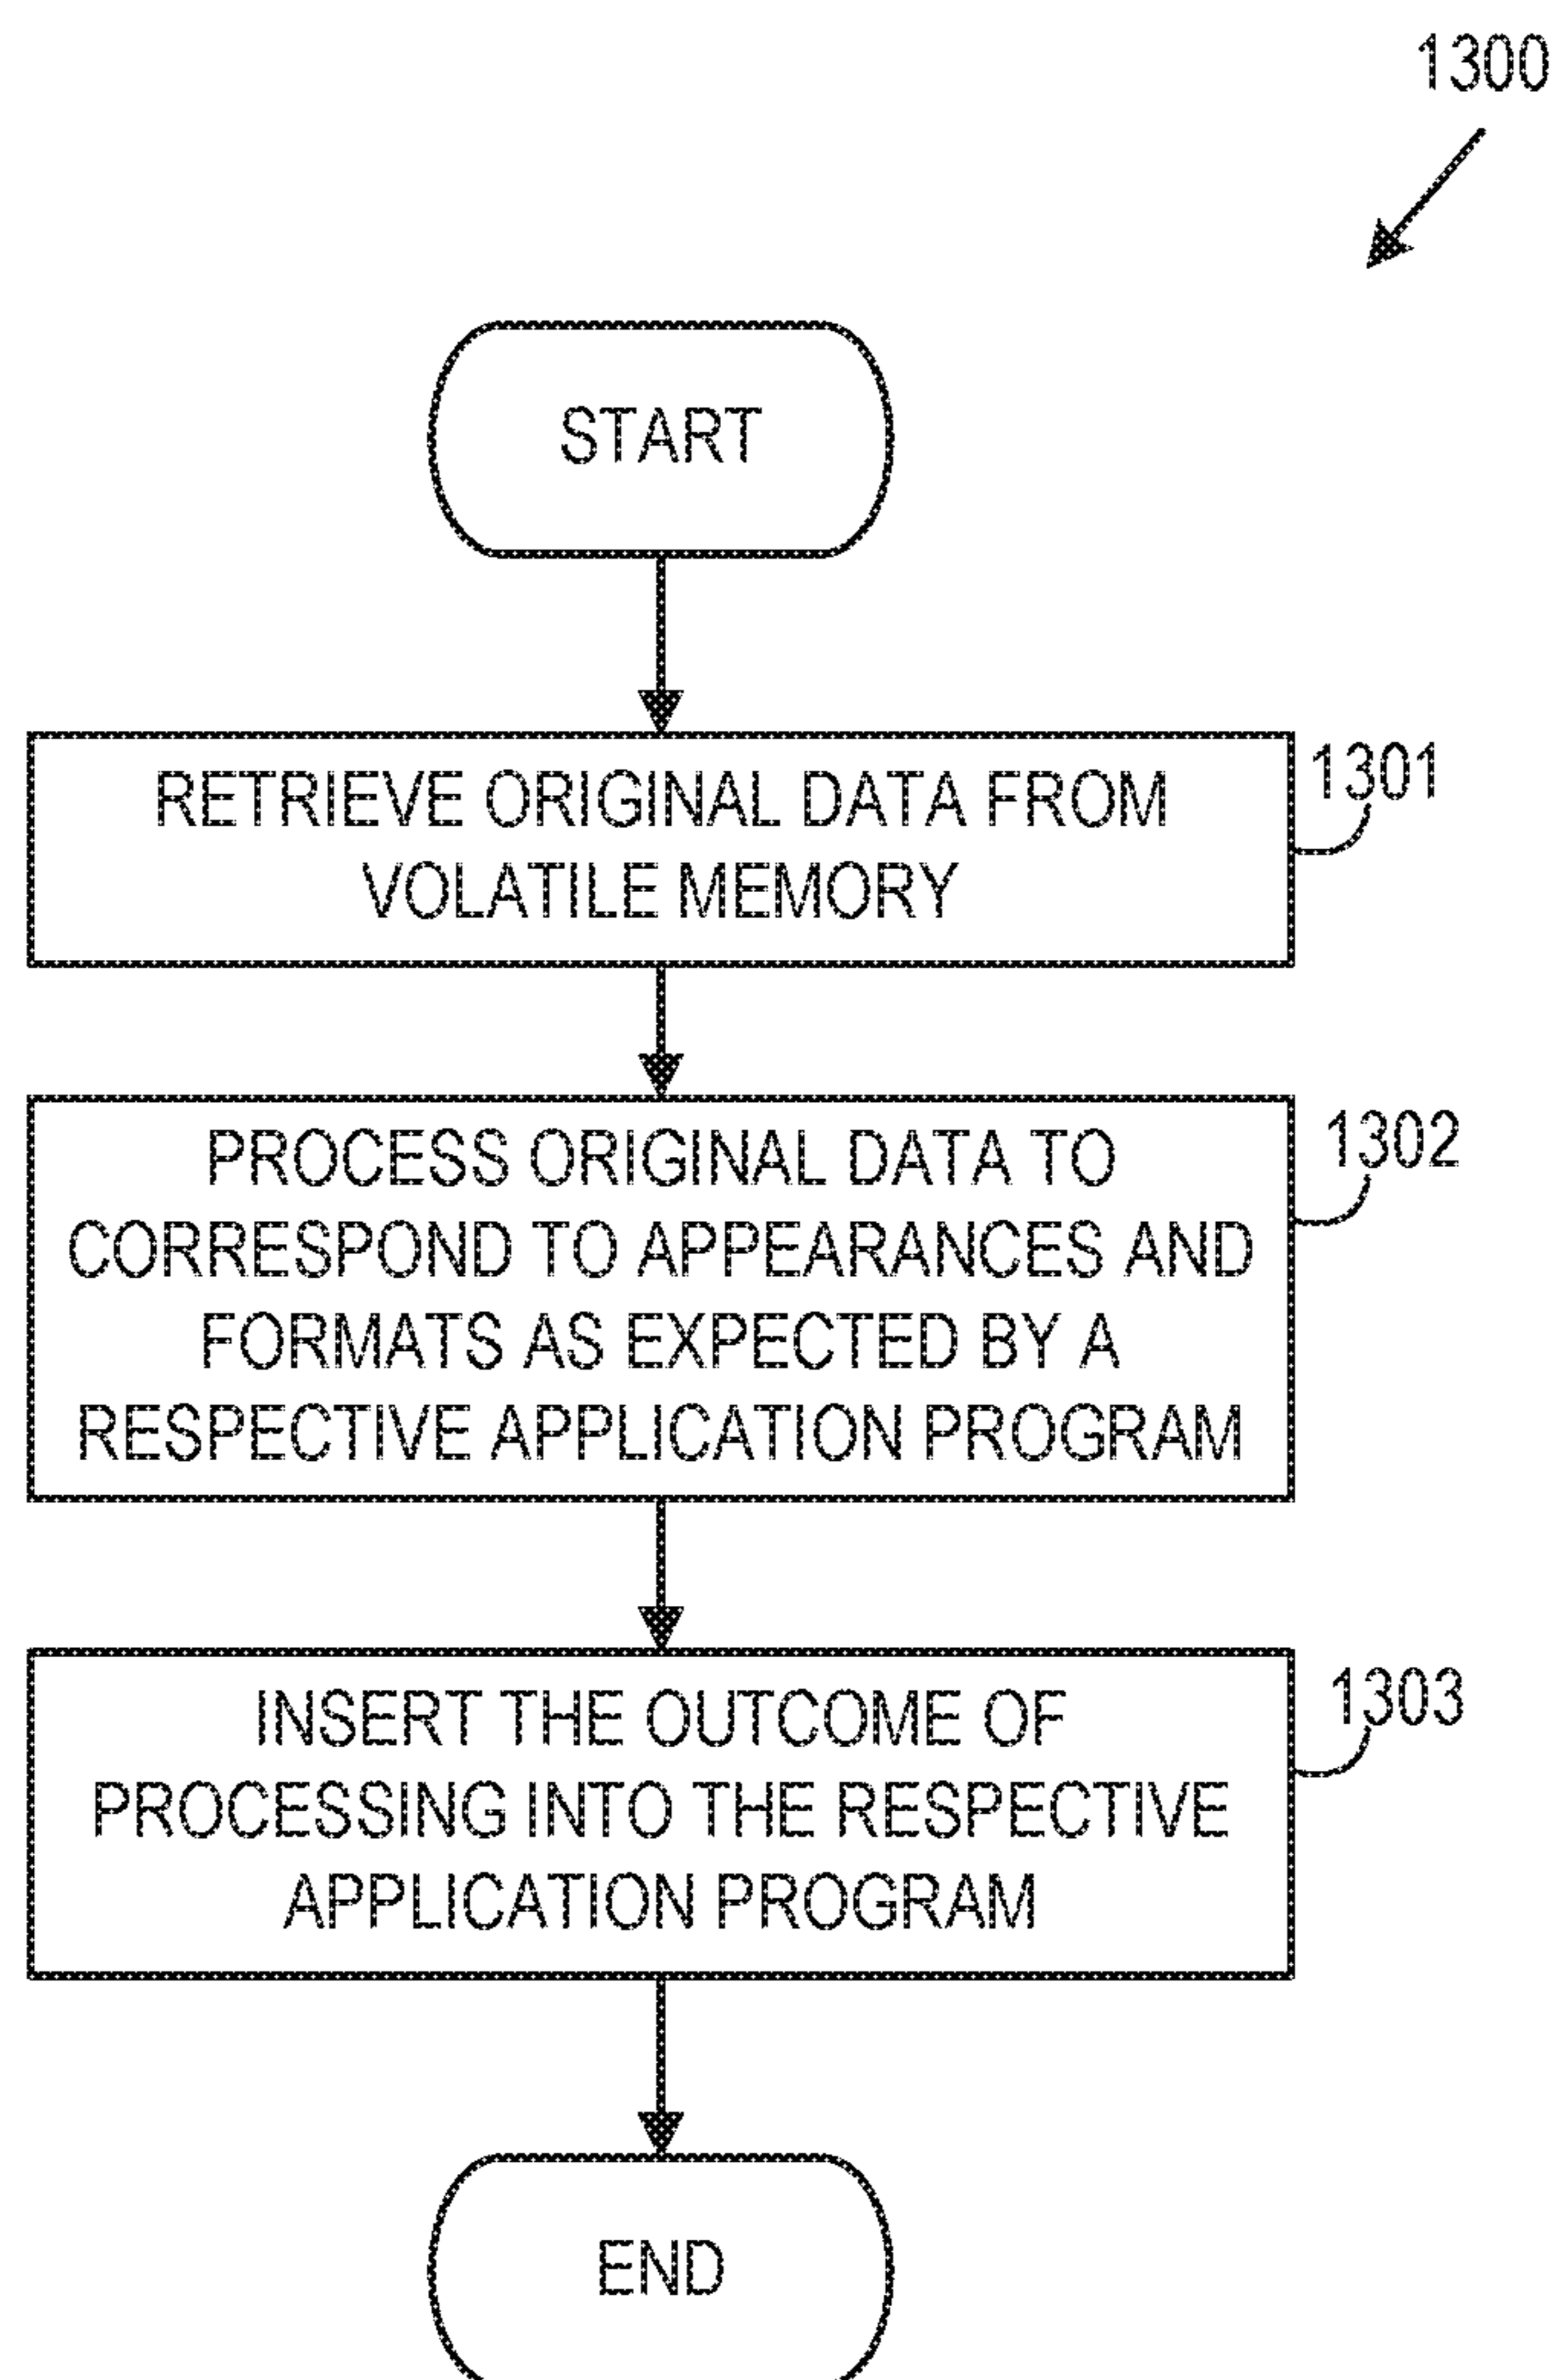 1300
START
RETRIEVE ORIGINAL DATA FROM
VOLATILE MEMORY
1301
PROCESS ORIGINAL DATA TO
CORRESPOND TO APPEARANCES AND
FORMATS AS EXPECTED BY A
RESPECTIVE APPLICATION PROGRAM
1302
INSERT THE OUTCOME OF
PROCESSING INTO THE RESPECTIVE
APPLICATION PROGRAM
1303
END